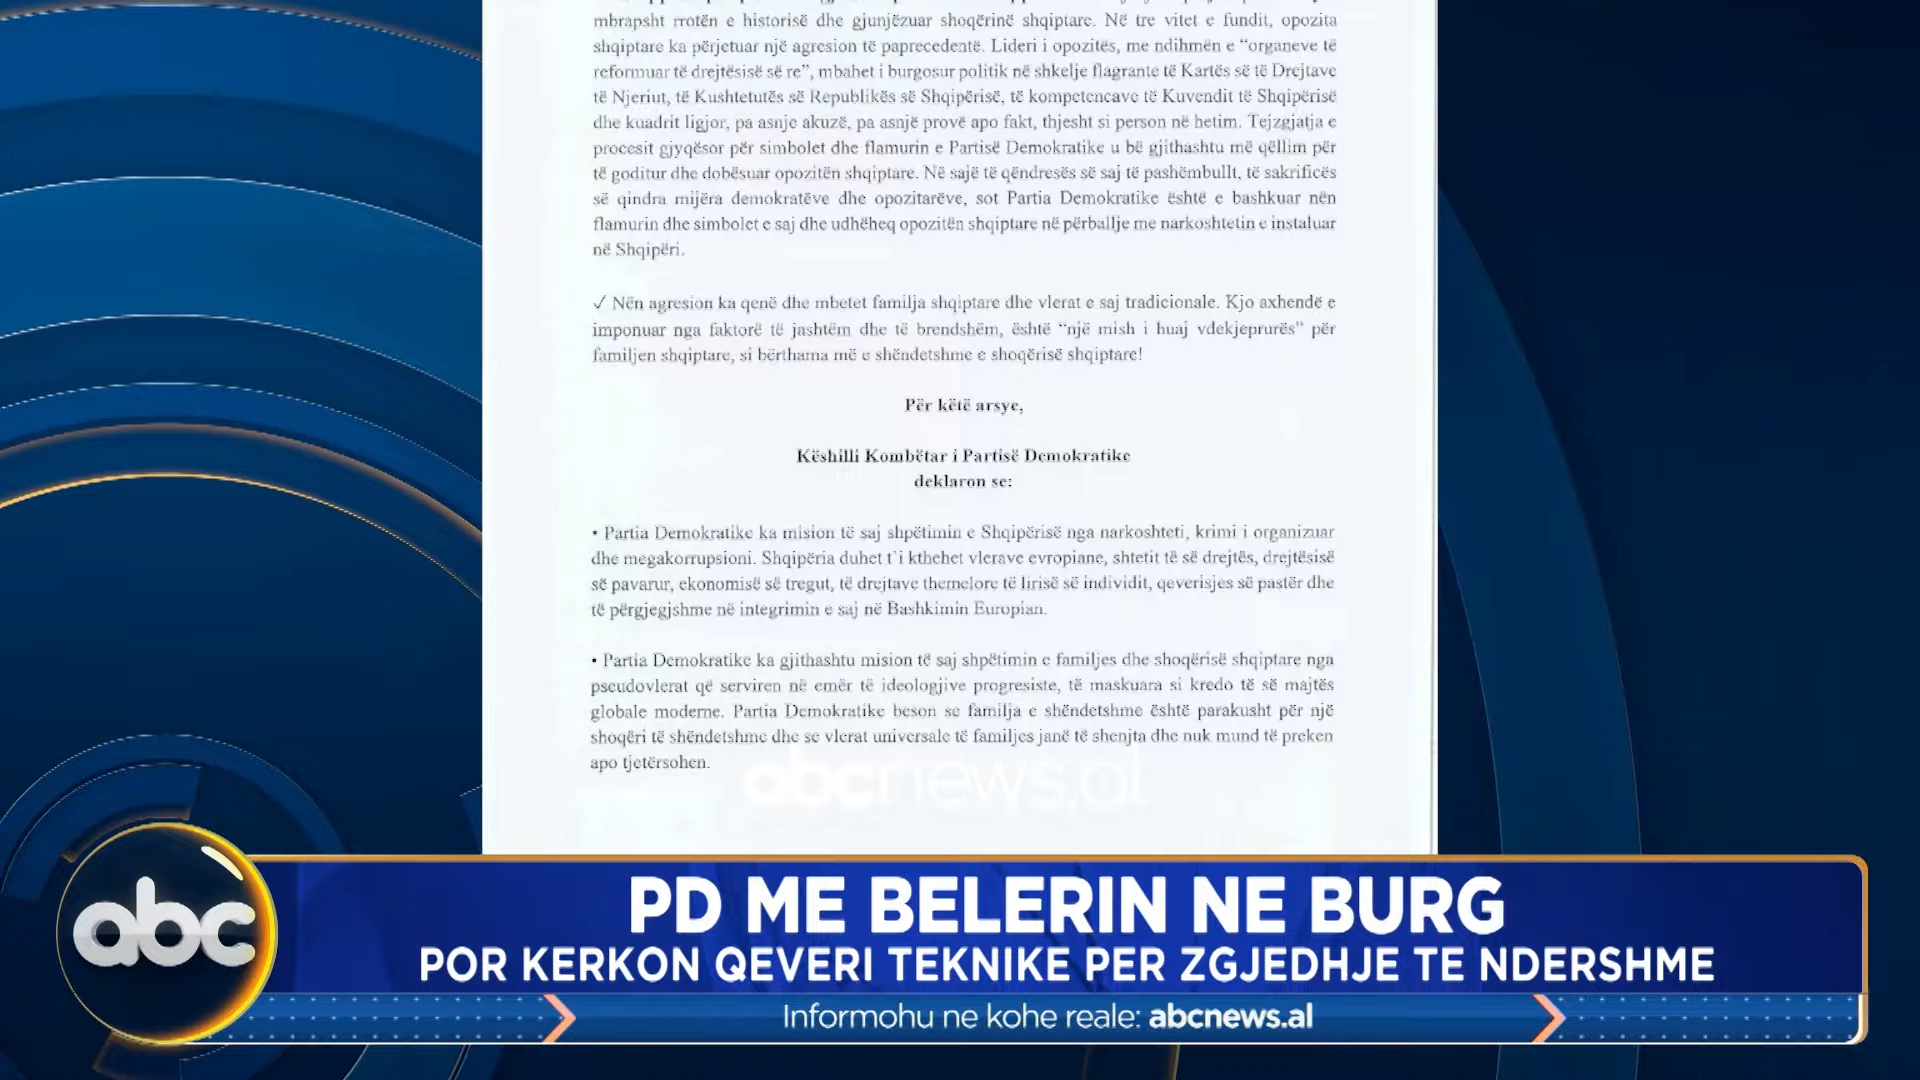 mbrapsht rrotën e historisë dhe gjunjëzuar shoqërinë shqiptare. Në tre vitet e fundit, opozita
shqiptare ka përjetuar një agresion të paprecedentë. Lideri i opozitës, me ndihmën e “organeve të
reformuar të drejtësisë së re”, mbahet i burgosur politik në shkelje flagrante të Kartës së të Drejtave
të Njeriut, të Kushtetutës së Republikës së Shqipërisë, të kompetencave të Kuvendit të Shqipërisë
dhe kuadrit ligjor, pa asnje akuzë, pa asnjë provë apo fakt, thjesht si person në hetim. Tejzgjatja e
procesit gjyqësor për simbolet dhe flamurin e Partisë Demokratike u bë gjithashtu më qëllim për
të goditur dhe dobësuar opozitën shqiptare. Në sajë të qëndresës së saj të pashëmbullt, të sakrificës
së qindra mijëra demokratëve dhe opozitarëve, sot Partia Demokratike është e bashkuar nën
flamurin dhe simbolet e saj dhe udhëheq opozitën shqiptare në përballje me narkoshtetin e instaluar
në Shqipëri.
✓ Nën agresion ka qenë dhe mbetet familja shqiptare dhe vlerat e saj tradicionale. Kjo axhendë e
imponuar nga faktorë të jashtëm dhe të brendshëm, është “një mish i huaj vdekjeprurës” për
familjen shqiptare, si bërthama më e shëndetshme e shoqërisë shqiptare!
Për këtë arsye,
Këshilli Kombëtar i Partisë Demokratike
deklaron se:
• Partia Demokratike ka mision të saj shpëtimin e Shqipërisë nga narkoshteti, krimi i organizuar
dhe megakorrupsioni. Shqipëria duhet t`i kthehet vlerave evropiane, shtetit të së drejtës, drejtësisë
së pavarur, ekonomisë së tregut, të drejtave themelore të lirisë së individit, qeverisjes së pastër dhe
të përgjegjshme në integrimin e saj në Bashkimin Europian.
• Partia Demokratike ka gjithashtu mision të saj shpëtimin e familjes dhe shoqërisë shqiptare nga
pseudovlerat që serviren në emër të ideologjive progresiste, të maskuara si kredo të së majtës
globale moderne. Partia Demokratike beson se familja e shëndetshme është parakusht për një
shoqëri të shëndetshme dhe se vlerat universale të familjes janë të shenjta dhe nuk mund të preken
apo tjetërsohen.
abcnews.al
PD ME BELERIN NE BURG
POR KERKON QEVERI TEKNIKE PER ZGJEDHJE TE NDERSHME
abc
Informohu ne kohe reale: abcnews.al